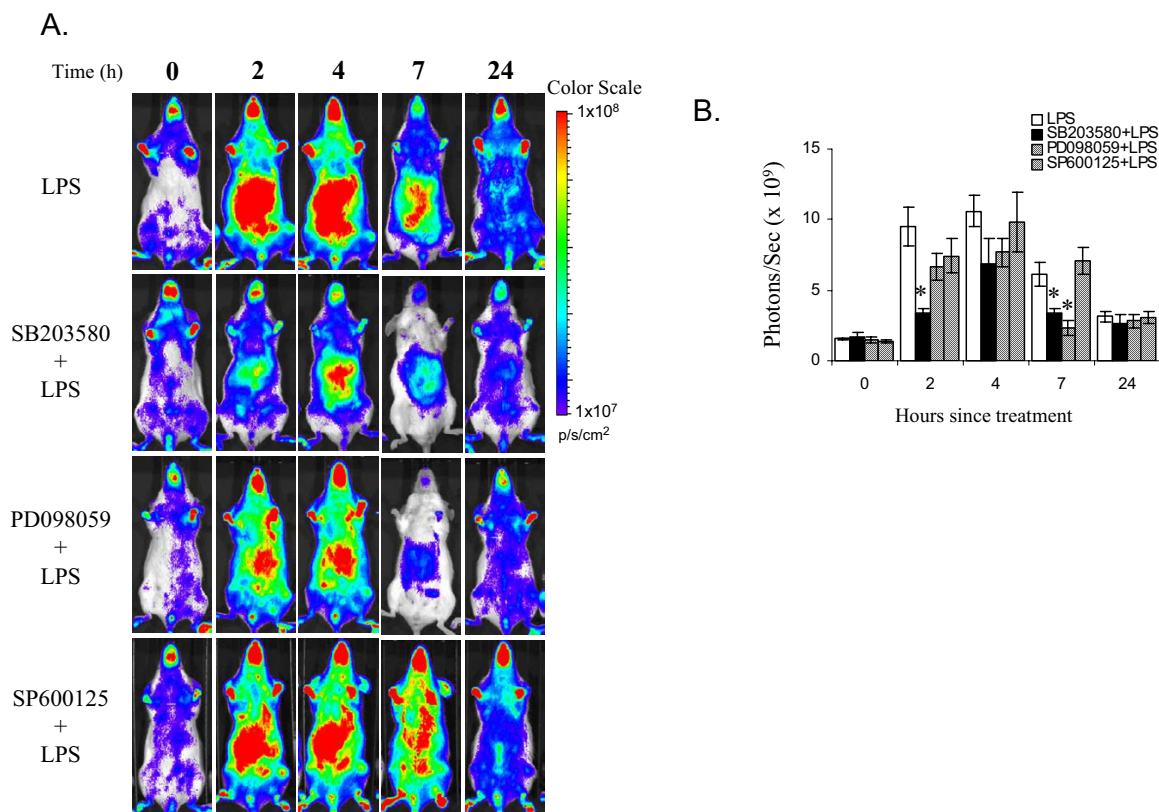 A.
Time (h) 0 2 4 7 24
Color Scale
1x10⁸
1x10⁷
p/s/cm²
LPS
SB203580
+
LPS
PD098059
+
LPS
SP600125
+
LPS
B.
LPS
SB203580+LPS
PD098059+LPS
SP600125+LPS
Photons/Sec (x 10⁹)
15
10
5
0
*
* *
0 2 4 7 24
Hours since treatment